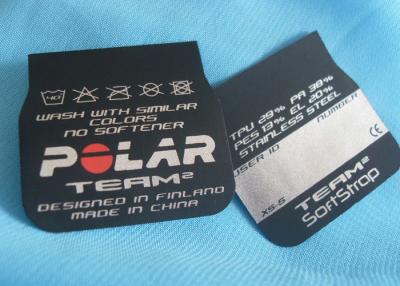 40
WASH WITH SIMILAR
COLORS
NO SOFTENER
POLAR
TEAM²
DESIGNED IN FINLAND
MADE IN CHINA
TPU 29% PA 38%
PES 13% EL 20%
STAINLESS STEEL
USER ID NUMBER
XS-S CE
TEAM²
SoftStrap